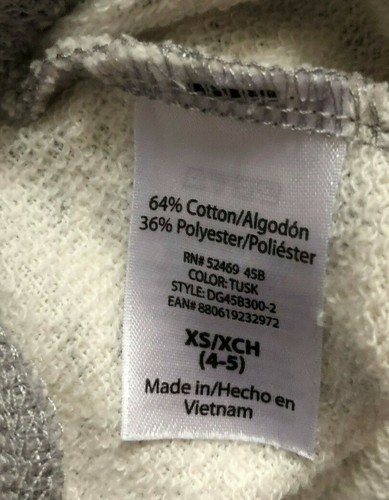 64% Cotton/Algodón
36% Polyester/Poliéster
RN# 52469 45B
COLOR: TUSK
STYLE: DG45B300-2
EAN# 880619232972
XS/XCH
(4-5)
Made in/Hecho en
Vietnam